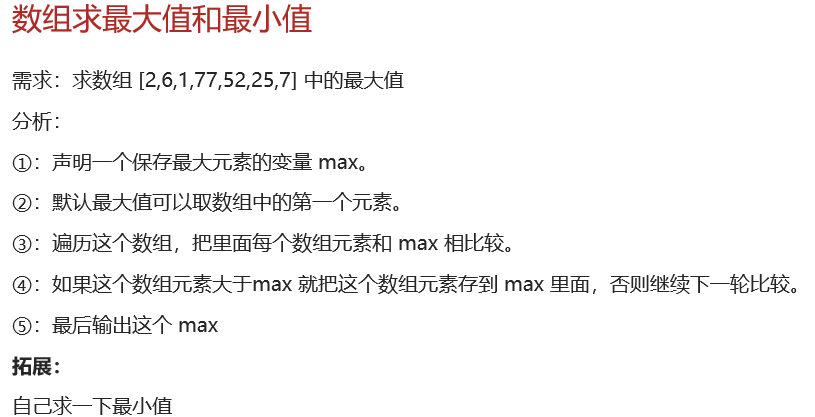 数组求最大值和最小值
需求：求数组 [2,6,1,77,52,25,7] 中的最大值
分析：
①：声明一个保存最大元素的变量 max。
②：默认最大值可以取数组中的第一个元素。
③：遍历这个数组，把里面每个数组元素和 max 相比较。
④：如果这个数组元素大于max 就把这个数组元素存到 max 里面，否则继续下一轮比较。
⑤：最后输出这个 max
拓展：
自己求一下最小值